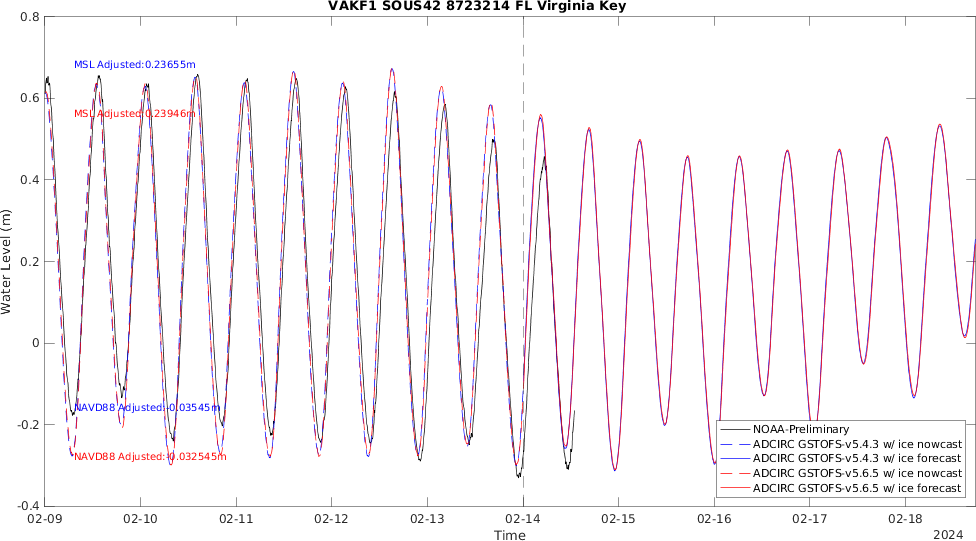 VAKF1 SOUS42 8723214 FL Virginia Key
0.8
MSL Adjusted:0.23655m
0.6
MSL Adjusted:0.23946m
0.4
0.2
0
-0.2
-0.4
Water Level (m)
NAVD88 Adjusted:-0.03545m
NAVD88 Adjusted:-0.032545m
NOAA-Preliminary
ADCIRC GSTOFS-v5.4.3 w/ ice nowcast
ADCIRC GSTOFS-v5.4.3 w/ ice forecast
ADCIRC GSTOFS-v5.6.5 w/ ice nowcast
ADCIRC GSTOFS-v5.6.5 w/ ice forecast
02-09 02-10 02-11 02-12 02-13 02-14 02-15 02-16 02-17 02-18
Time
2024